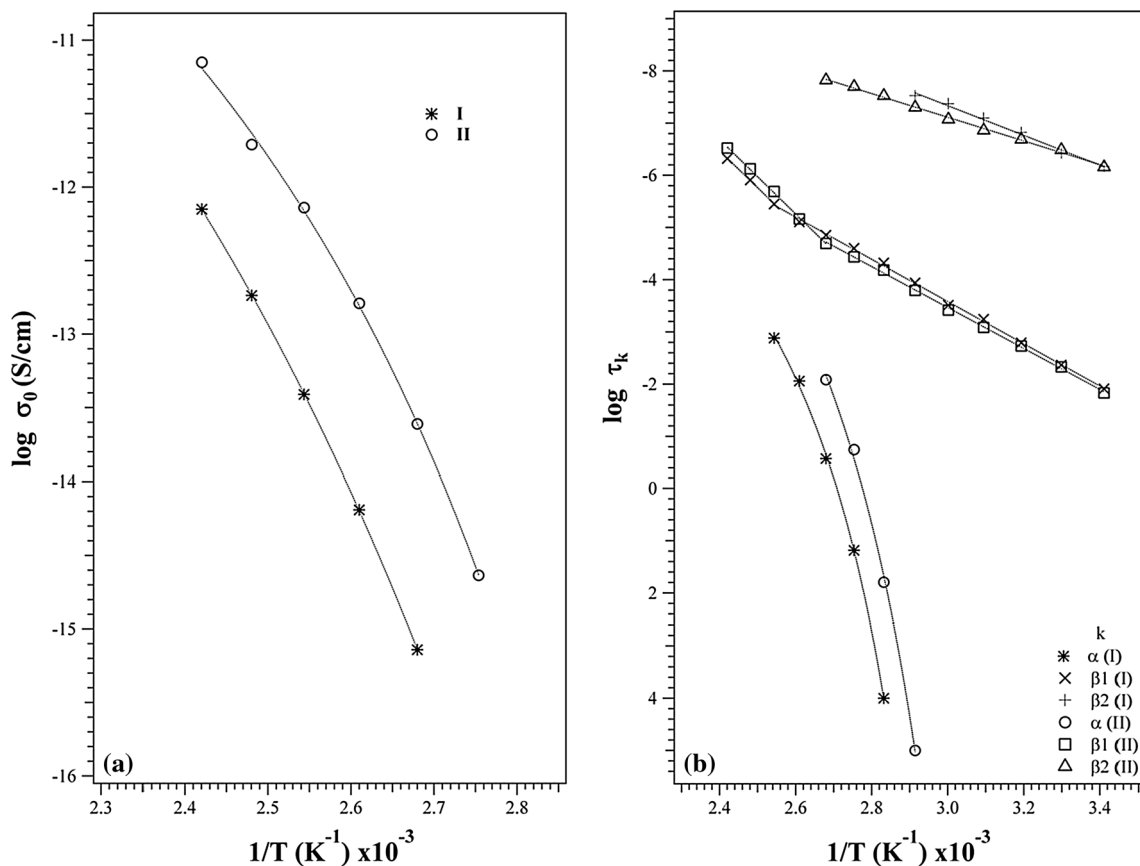 -11
-12
-13
-14
-15
-16
log σ₀ (S/cm)
I
II
(a)
2.3 2.4 2.5 2.6 2.7 2.8
1/T (K⁻¹) x10⁻³
-8
-6
-4
-2
0
2
4
log τₖ
k
α (I)
β1 (I)
β2 (I)
α (II)
β1 (II)
β2 (II)
(b)
2.4 2.6 2.8 3.0 3.2 3.4
1/T (K⁻¹) x10⁻³